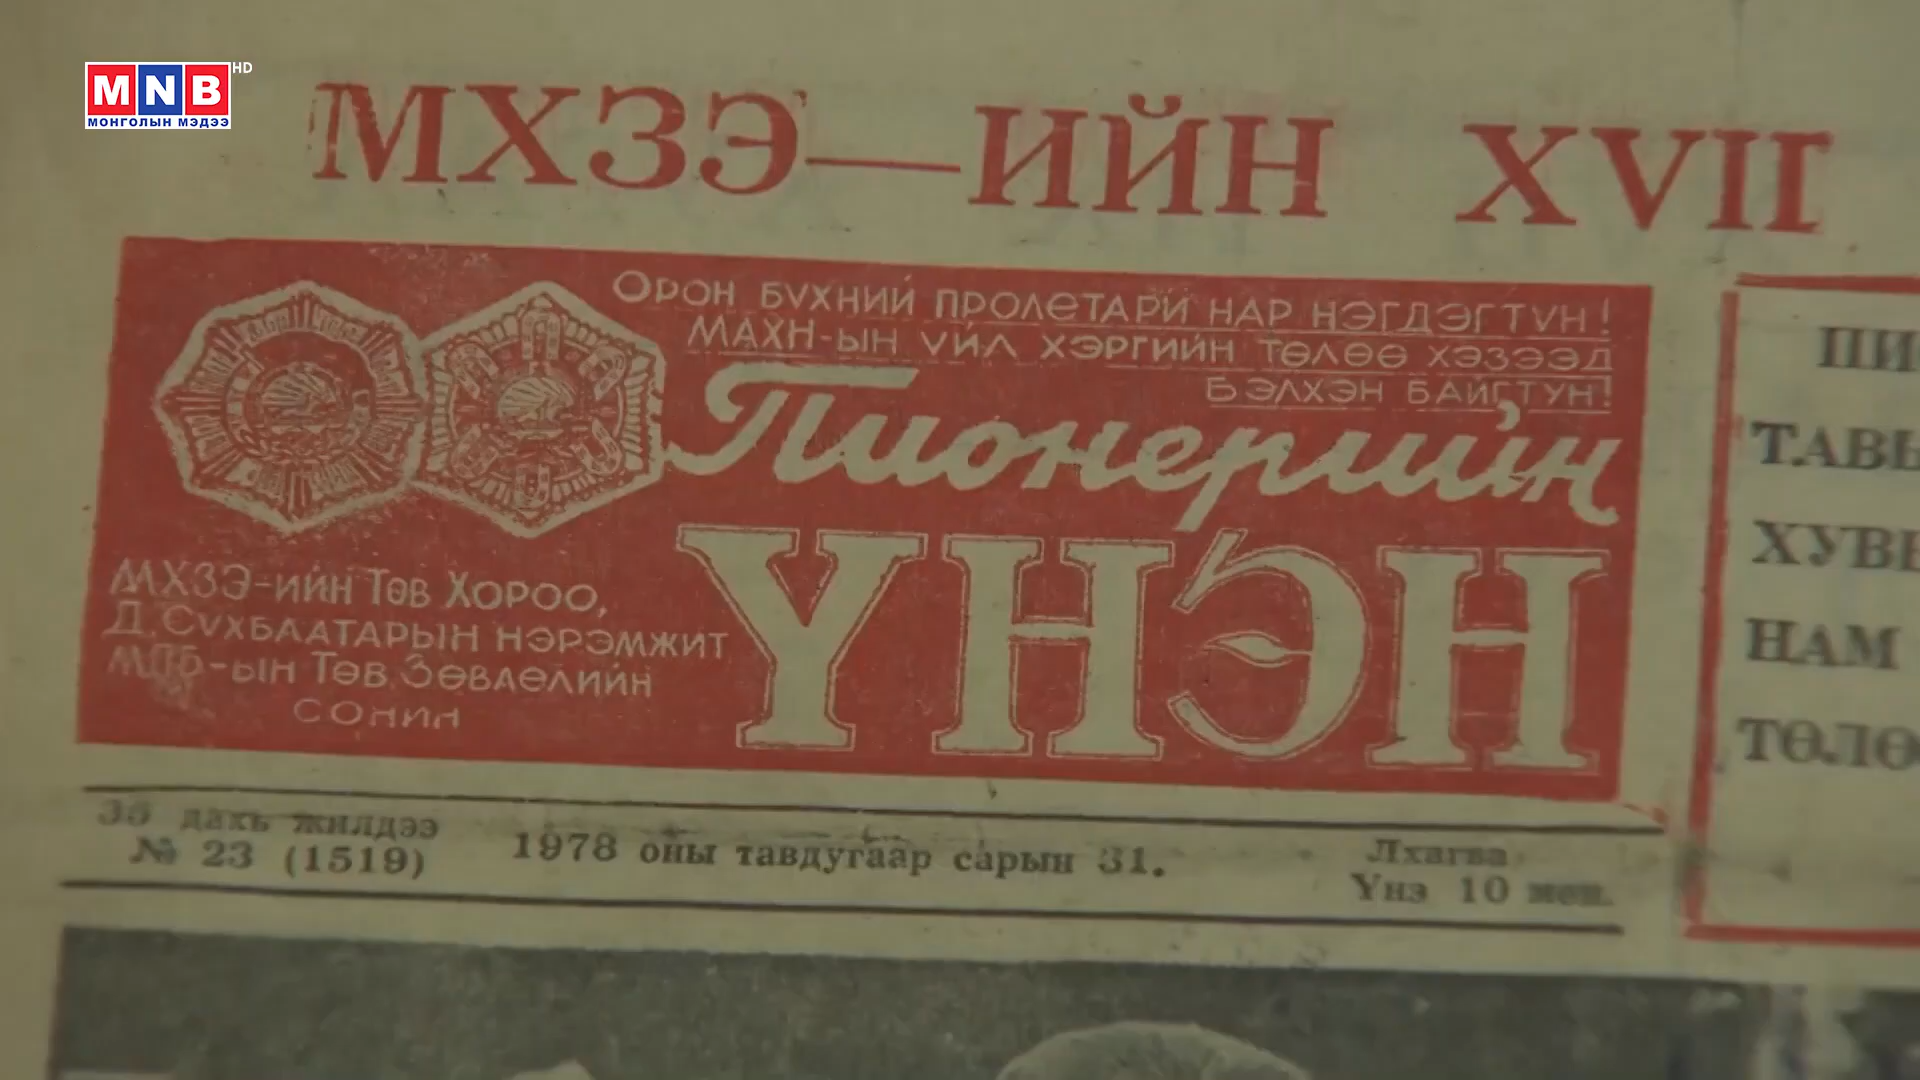 MNB HD
МОНГОЛЫН МЭДЭЭ
МХЗЭ—ИЙН XVII
ОРОН БҮХНИЙ ПРОЛЕТАРИ НАР НЭГДЭГТҮН!
МАХН-ЫН ҮЙЛ ХЭРГИЙН ТӨЛӨӨ ХЭЗЭЭД
БЭЛХЭН БАЙГТУН!
Пионерийн
ҮНЭН
МХЗЭ-ИЙН ТӨВ ХОРОО,
Д.СҮХБААТАРЫН НЭРЭМЖИТ
МПБ-ЫН ТӨВ ЗӨВЛӨЛИЙН
СОНИН
36 дахь жилдээ
№ 23 (1519)
1978 оны тавдугаар сарын 31.
Лхагва
Үнэ 10 мөн.
ТАВЬ
ХУВЬ
НАМ
ТӨЛӨ